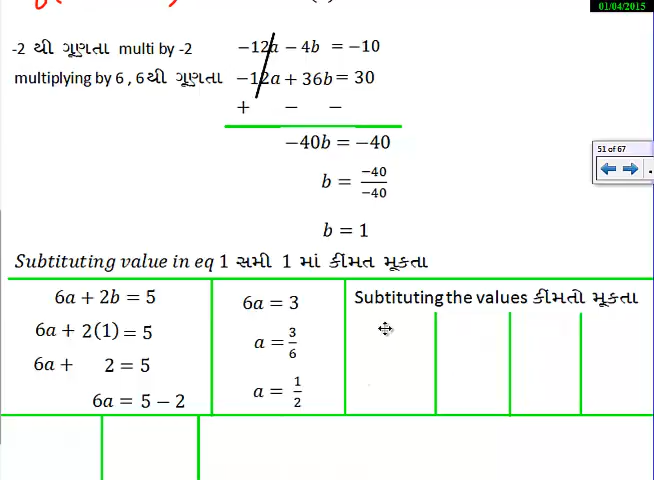 01/04/2015
-2 થી ગૂણતા multi by -2
−12a − 4b = −10
multiplying by 6 , 6 થી ગૂણતા
−12a + 36b = 30
+ − −
−40b = −40
b = −40/−40
b = 1
51 of 67
Subtituting value in eq 1 સમી 1 માં કીંમત મૂકતા
6a + 2b = 5
6a + 2(1) = 5
6a + 2 = 5
6a = 5 − 2
6a = 3
a = 3/6
a = 1/2
Subtituting the values કીંમતો મૂકતા